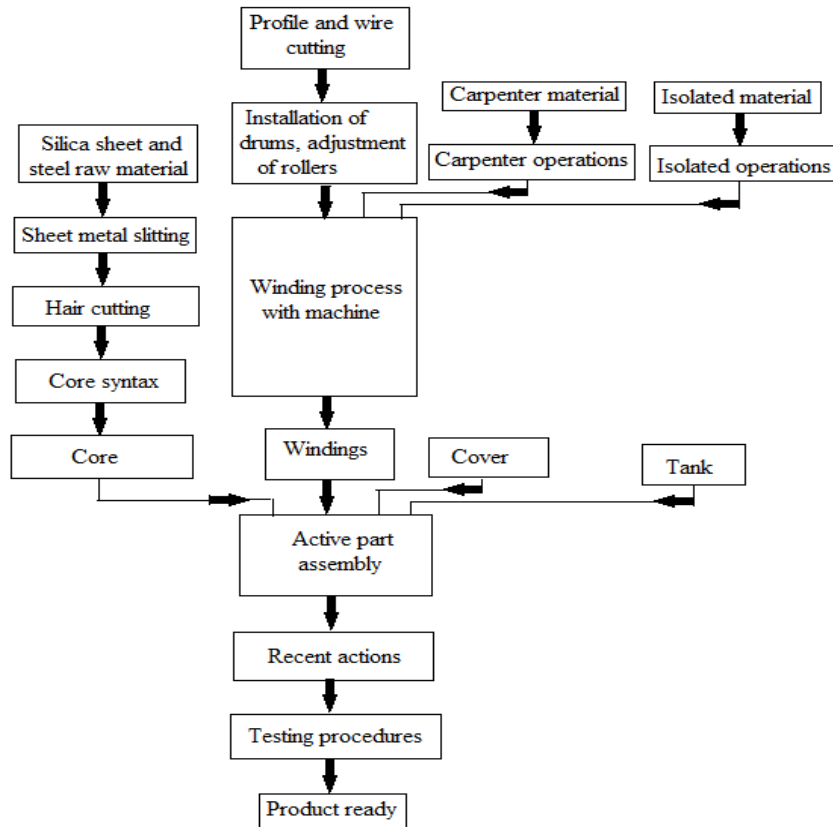 Profile and wire
cutting
Installation of
drums, adjustment
of rollers
Carpenter material
Isolated material
Silica sheet and
steel raw material
Carpenter operations
Isolated operations
Sheet metal slitting
Winding process
with machine
Hair cutting
Core syntax
Core
Windings
Cover
Tank
Active part
assembly
Recent actions
Testing procedures
Product ready